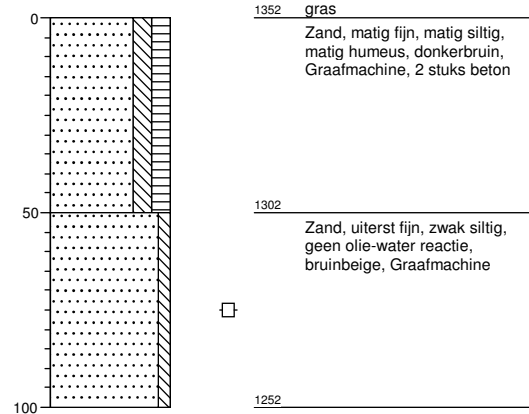 0
1352 gras
Zand, matig fijn, matig siltig,
matig humeus, donkerbruin,
Graafmachine, 2 stuks beton
50
1302
Zand, uiterst fijn, zwak siltig,
geen olie-water reactie,
bruinbeige, Graafmachine
100
1252